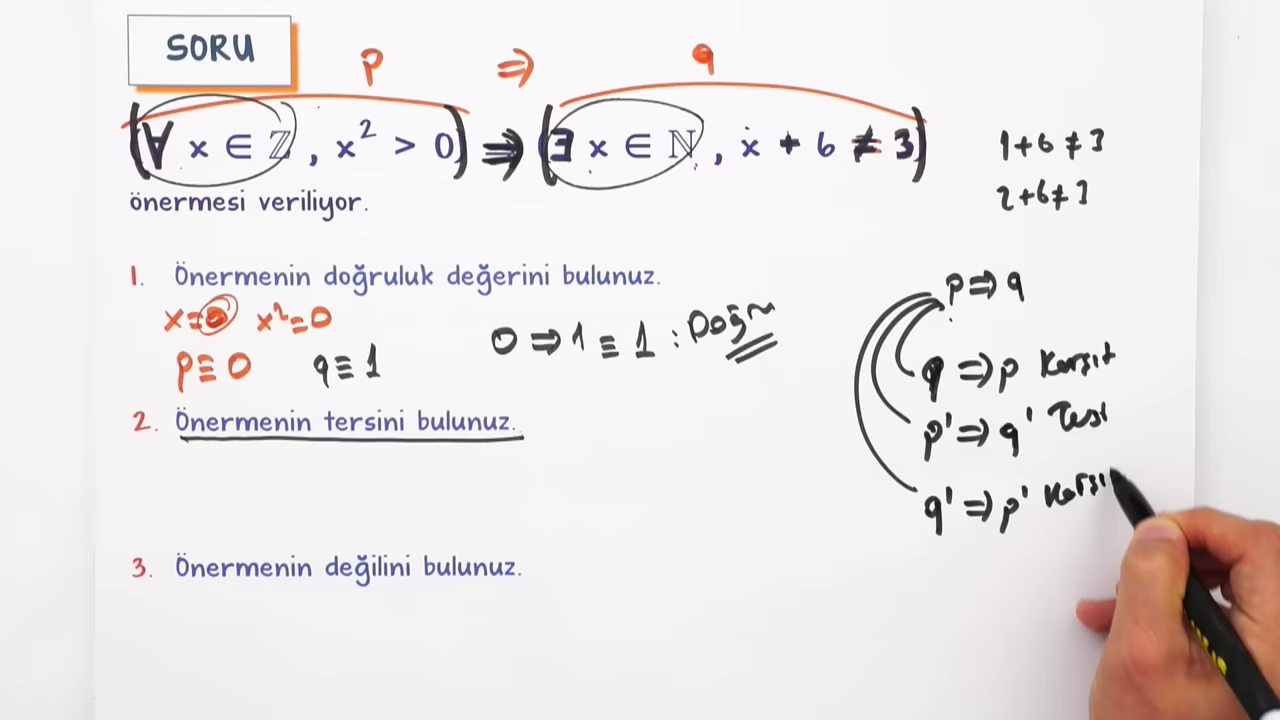 SORU
p ⇒ q
(∀ x ∈ ℤ , x² > 0) ⇒ (∃ x ∈ ℕ , x + 6 ≠ 3)
önermesi veriliyor.
1+6≠3
2+6≠3
1. Önermenin doğruluk değerini bulunuz.
x=0 x²=0
p≡0 q≡1
0⇒1≡1 : Doğru
2. Önermenin tersini bulunuz.
3. Önermenin değilini bulunuz.
p⇒q
q⇒p Karşıt
p'⇒q' Tersi
q'⇒p' Karşıt